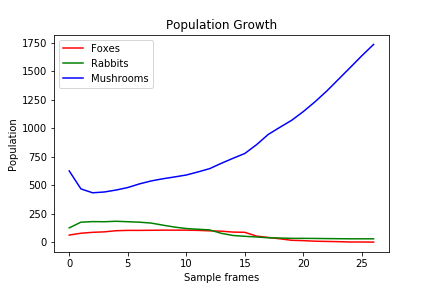 Population Growth
Foxes
Rabbits
Mushrooms
Population
1750
1500
1250
1000
750
500
250
0
0 5 10 15 20 25
Sample frames